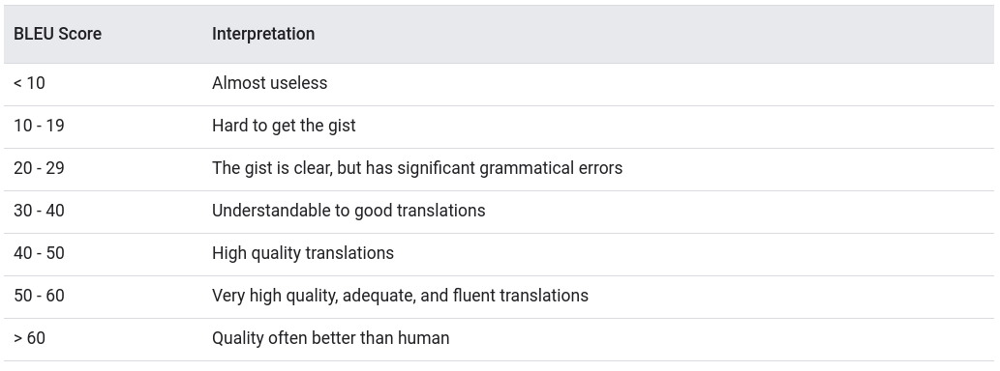 BLEU Score Interpretation
< 10 Almost useless
10 - 19 Hard to get the gist
20 - 29 The gist is clear, but has significant grammatical errors
30 - 40 Understandable to good translations
40 - 50 High quality translations
50 - 60 Very high quality, adequate, and fluent translations
> 60 Quality often better than human